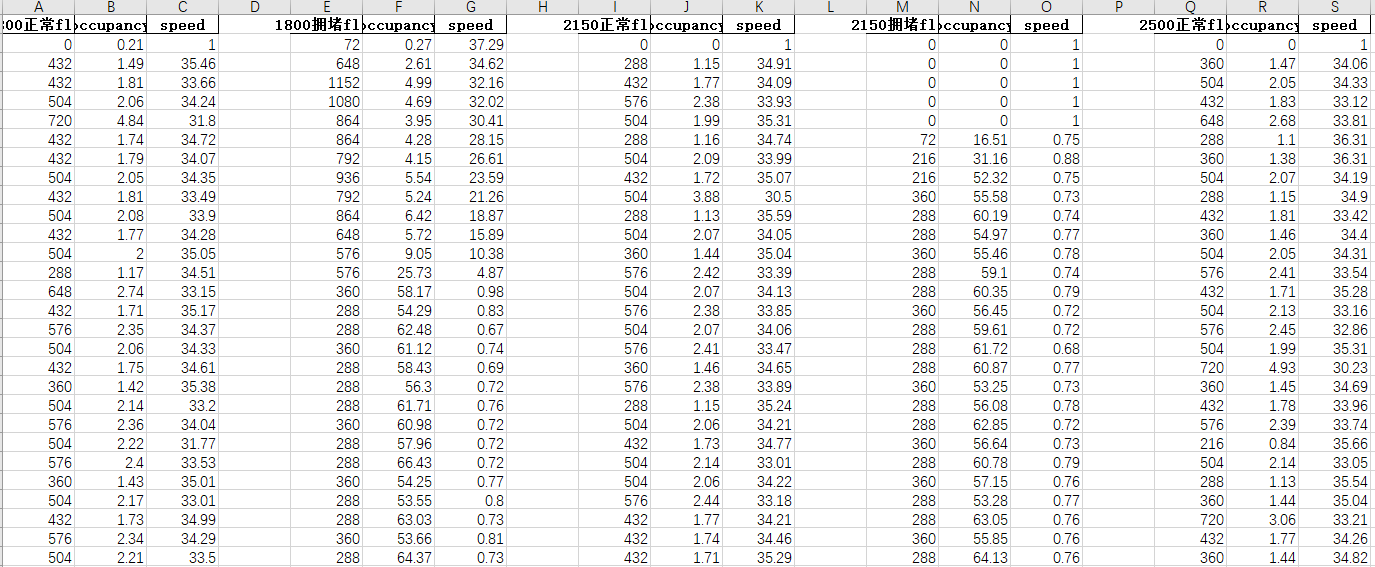 A B C D E F G H I J K L M N O P Q R S
00正常fl occupancy speed 1800拥堵fl occupancy speed 2150正常fl occupancy speed 2150拥堵fl occupancy speed 2500正常fl occupancy speed
0 0.21 1 72 0.27 37.29 0 0 1 0 0 1 0 0 1
432 1.49 35.46 648 2.61 34.62 288 1.15 34.91 0 0 1 360 1.47 34.06
432 1.81 33.66 1152 4.99 32.16 432 1.77 34.09 0 0 1 504 2.05 34.33
504 2.06 34.24 1080 4.69 32.02 576 2.38 33.93 0 0 1 432 1.83 33.12
720 4.84 31.8 864 3.95 30.41 504 1.99 35.31 0 0 1 648 2.68 33.81
432 1.74 34.72 864 4.28 28.15 288 1.16 34.74 72 16.51 0.75 288 1.1 36.31
432 1.79 34.07 792 4.15 26.61 504 2.09 33.99 216 31.16 0.88 360 1.38 36.31
504 2.05 34.35 936 5.54 23.59 432 1.72 35.07 216 52.32 0.75 504 2.07 34.19
432 1.81 33.49 792 5.24 21.26 504 3.88 30.5 360 55.58 0.73 288 1.15 34.9
504 2.08 33.9 864 6.42 18.87 288 1.13 35.59 288 60.19 0.74 432 1.81 33.42
432 1.77 34.28 648 5.72 15.89 504 2.07 34.05 288 54.97 0.77 360 1.46 34.4
504 2 35.05 576 9.05 10.38 360 1.44 35.04 360 55.46 0.78 504 2.05 34.31
288 1.17 34.51 576 25.73 4.87 576 2.42 33.39 288 59.1 0.74 576 2.41 33.54
648 2.74 33.15 360 58.17 0.98 504 2.07 34.13 288 60.35 0.79 432 1.71 35.28
432 1.71 35.17 288 54.29 0.83 576 2.38 33.85 360 56.45 0.72 504 2.13 33.16
576 2.35 34.37 288 62.48 0.67 504 2.07 34.06 288 59.61 0.72 576 2.45 32.86
504 2.06 34.33 360 61.12 0.74 576 2.41 33.47 288 61.72 0.68 504 1.99 35.31
432 1.75 34.61 288 58.43 0.69 360 1.46 34.65 288 60.87 0.77 720 4.93 30.23
360 1.42 35.38 288 56.3 0.72 576 2.38 33.89 360 53.25 0.73 360 1.45 34.69
504 2.14 33.2 288 61.71 0.76 288 1.15 35.24 288 56.08 0.78 432 1.78 33.96
576 2.36 34.04 360 60.98 0.72 504 2.06 34.21 288 62.85 0.72 576 2.39 33.74
504 2.22 31.77 288 57.96 0.72 432 1.73 34.77 360 56.64 0.73 216 0.84 35.66
576 2.4 33.53 288 66.43 0.72 504 2.14 33.01 288 60.78 0.79 504 2.14 33.05
360 1.43 35.01 360 54.25 0.77 504 2.06 34.22 360 57.15 0.76 288 1.13 35.54
504 2.17 33.01 288 53.55 0.8 576 2.44 33.18 288 53.28 0.77 360 1.44 35.04
432 1.73 34.99 288 63.03 0.73 432 1.77 34.21 288 63.05 0.76 720 3.06 33.21
576 2.34 34.29 360 53.66 0.81 432 1.74 34.46 360 55.85 0.76 432 1.77 34.26
504 2.21 33.5 288 64.37 0.73 432 1.71 35.29 288 64.13 0.76 360 1.44 34.82